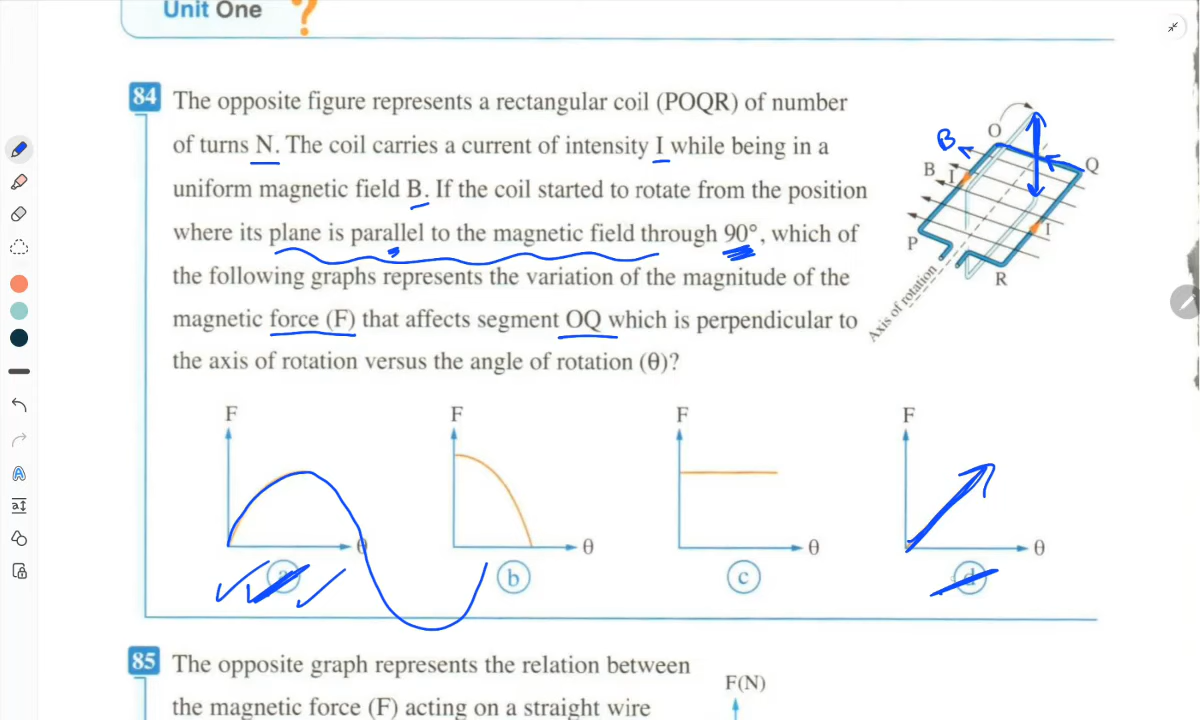 Unit One ?
84 The opposite figure represents a rectangular coil (POQR) of number
of turns N. The coil carries a current of intensity I while being in a
uniform magnetic field B. If the coil started to rotate from the position
where its plane is parallel to the magnetic field through 90°, which of
the following graphs represents the variation of the magnitude of the
magnetic force (F) that affects segment OQ which is perpendicular to
the axis of rotation versus the angle of rotation (θ)?
O
B
Q
B
I
I
P
R
Axis of rotation
F
F
F
F
θ
θ
θ
θ
a
b
c
d
85 The opposite graph represents the relation between
the magnetic force (F) acting on a straight wire
F(N)